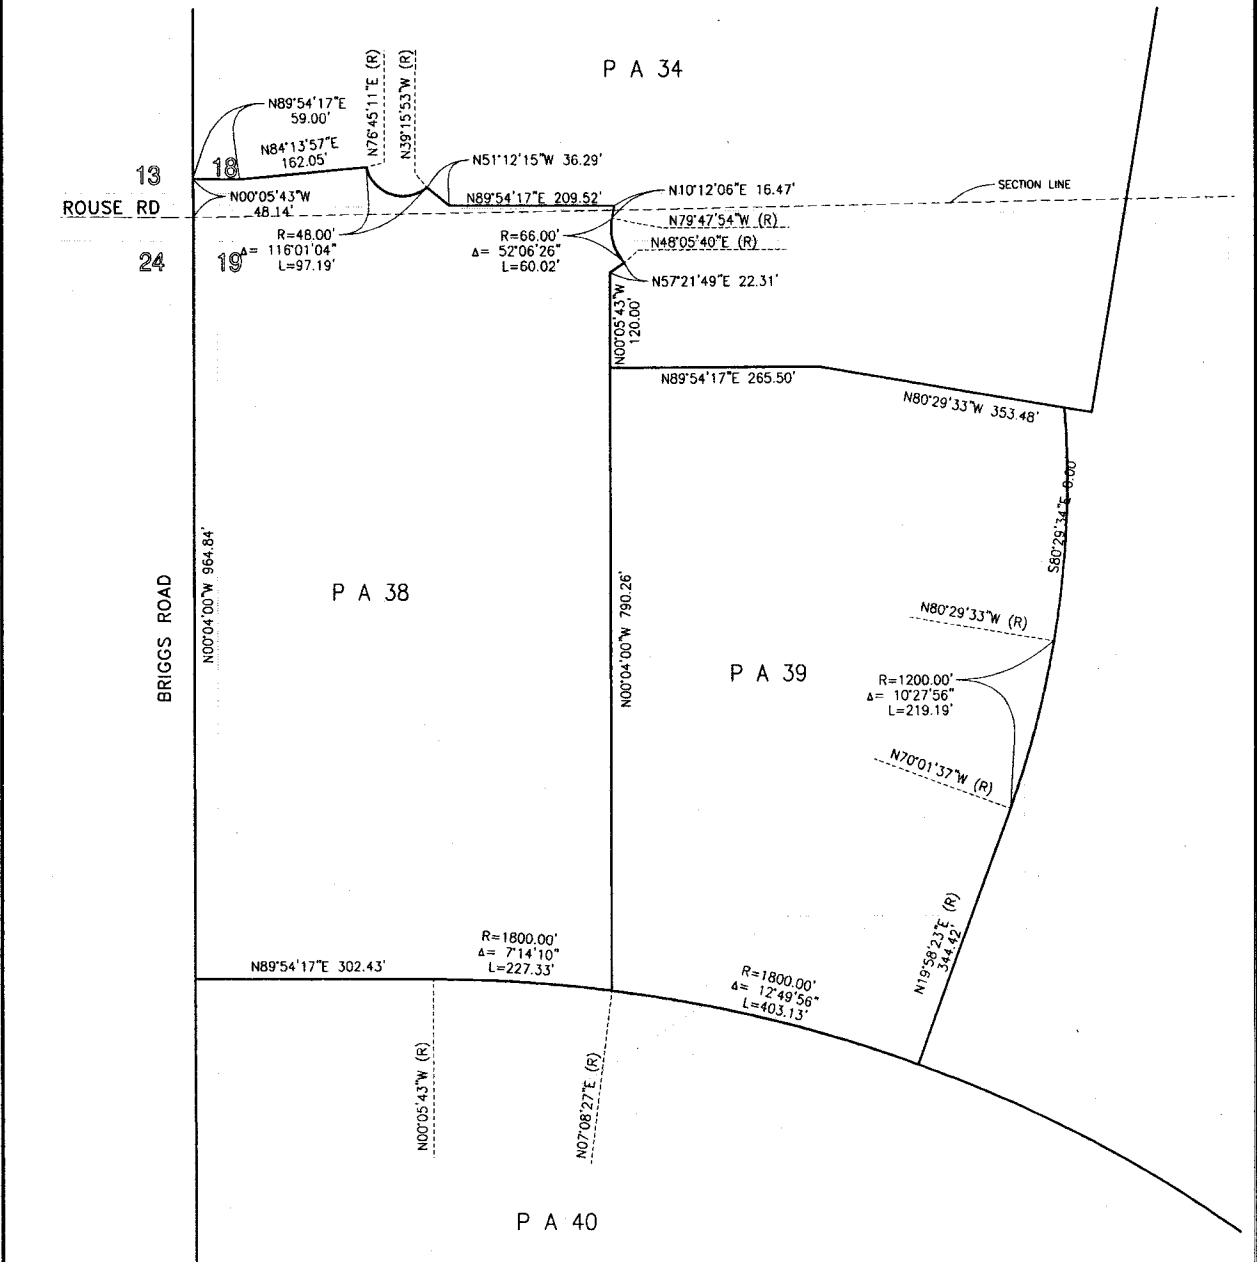 P A 34
N76°45'11"E (R)
N39°15'53"W (R)
N89°54'17"E
59.00'
N84°13'57"E
162.05'
13
18
N51°12'15"W 36.29'
N89°54'17"E 209.52'
N10°12'06"E 16.47'
SECTION LINE
ROUSE RD
N00°05'43"W
48.14'
N79°47'54"W (R)
R=48.00'
Δ= 116°01'04"
L=97.19'
R=66.00'
Δ= 52°06'26"
L=60.02'
N48°05'40"E (R)
24
19
N57°21'49"E 22.31'
N00°05'43"W
120.00'
N89°54'17"E 265.50'
N80°29'33"W 353.48'
S80°29'34"E 0.00
BRIGGS ROAD
N00°04'00"W 964.84'
P A 38
N00°04'00"W 790.26'
P A 39
N80°29'33"W (R)
R=1200.00'
Δ= 10°27'56"
L=219.19'
N70°01'37"W (R)
N19°58'23"E (R)
344.42'
N89°54'17"E 302.43'
R=1800.00'
Δ= 7°14'10"
L=227.33'
R=1800.00'
Δ= 12°49'56"
L=403.13'
N00°05'43"W (R)
N07°08'27"E (R)
P A 40